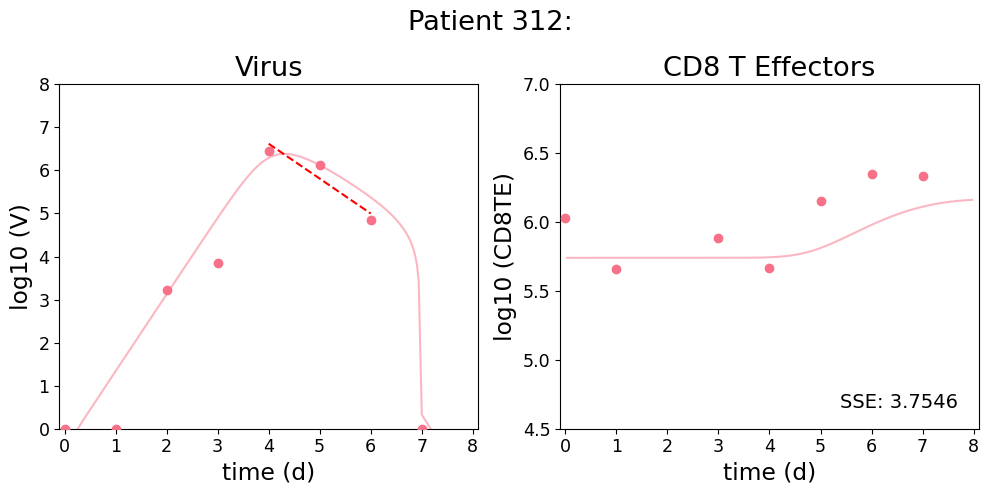 Patient 312:
Virus
CD8 T Effectors
log10 (V)
8
7
6
5
4
3
2
1
0
0 1 2 3 4 5 6 7 8
time (d)
log10 (CD8TE)
7.0
6.5
6.0
5.5
5.0
4.5
SSE: 3.7546
0 1 2 3 4 5 6 7 8
time (d)